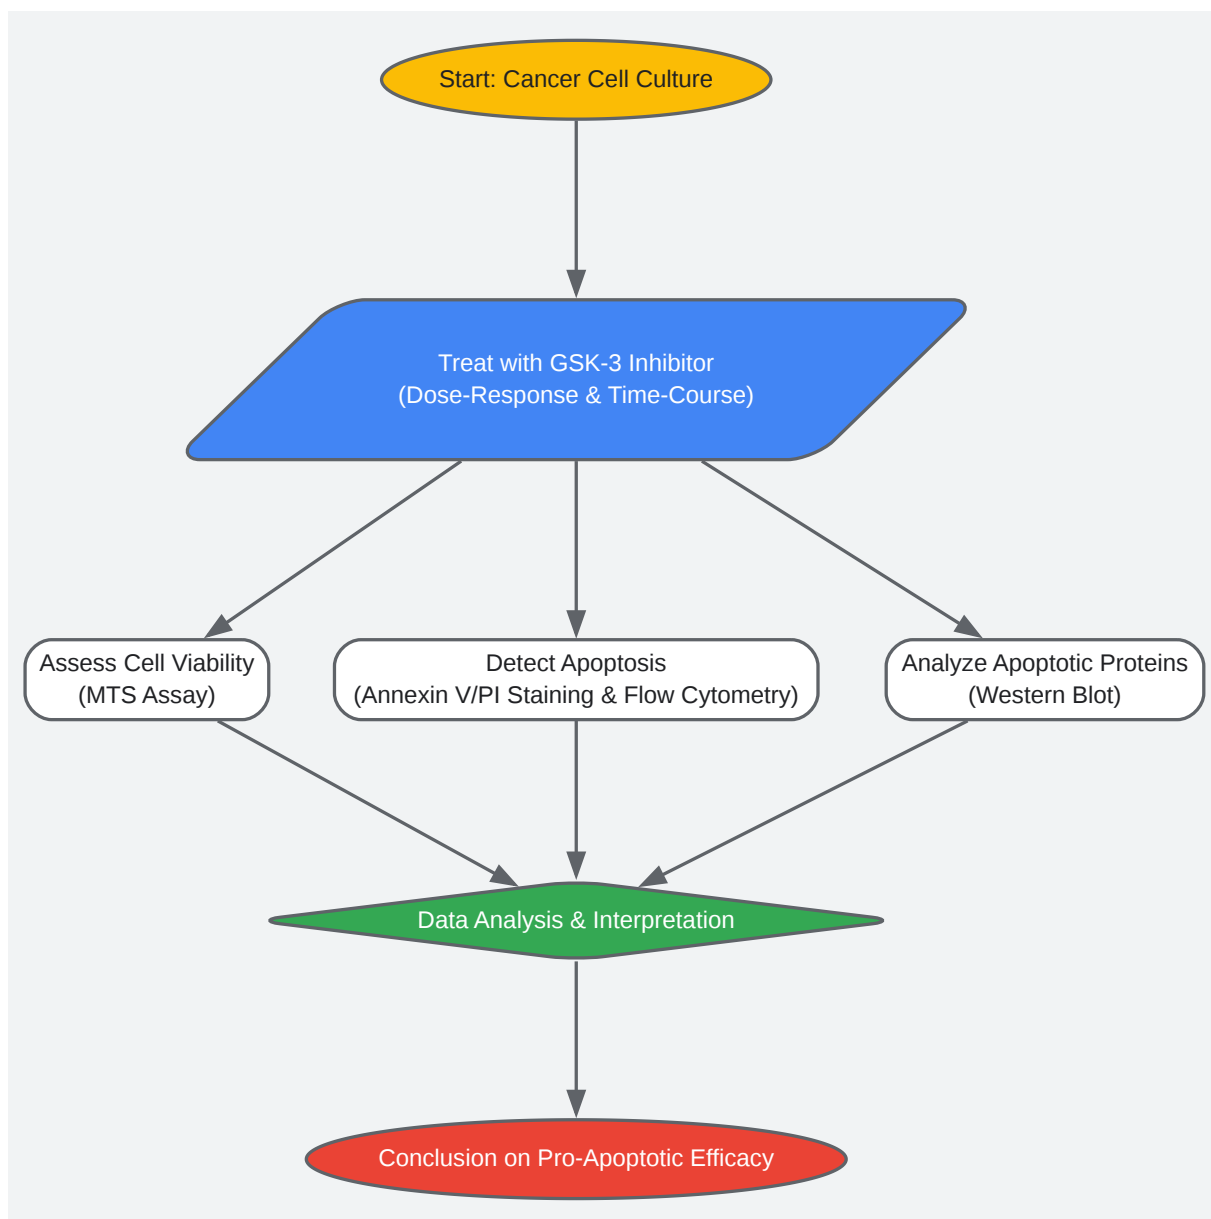 Start: Cancer Cell Culture
Treat with GSK-3 Inhibitor
(Dose-Response & Time-Course)
Assess Cell Viability
(MTS Assay)
Detect Apoptosis
(Annexin V/PI Staining & Flow Cytometry)
Analyze Apoptotic Proteins
(Western Blot)
Data Analysis & Interpretation
Conclusion on Pro-Apoptotic Efficacy